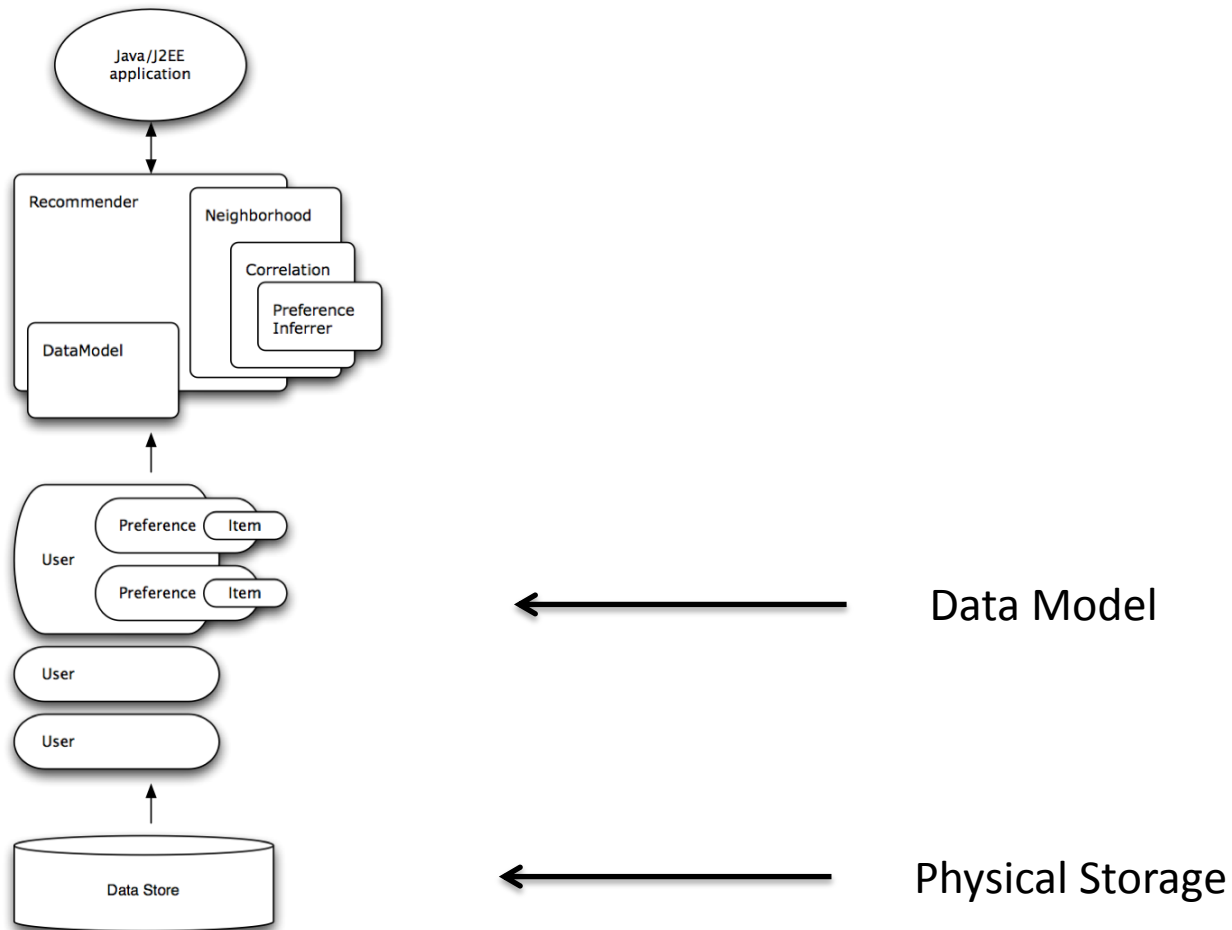 Java/J2EE
application
Recommender
Neighborhood
Correlation
Preference
Inferrer
DataModel
Preference
Item
User
Preference
Item
Data Model
User
User
Data Store
Physical Storage